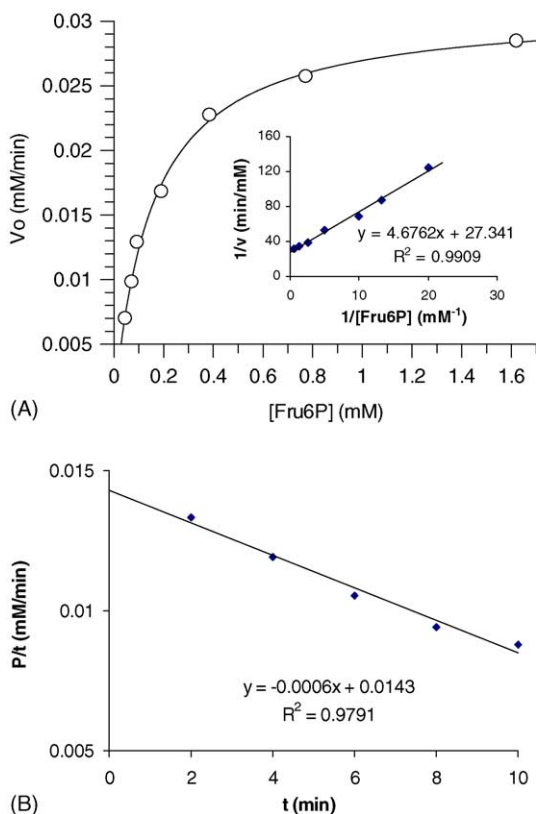 0.03
0.025
0.02
0.015
0.01
0.005
Vo (mM/min)
0 0.2 0.4 0.6 0.8 1 1.2 1.4 1.6
[Fru6P] (mM)
160
120
80
40
0
1/v (min/mM)
y = 4.6762x + 27.341
R² = 0.9909
0 10 20 30
1/[Fru6P] (mM⁻¹)
(A)
0.015
0.01
0.005
P/t (mM/min)
y = -0.0006x + 0.0143
R² = 0.9791
0 2 4 6 8 10
t (min)
(B)